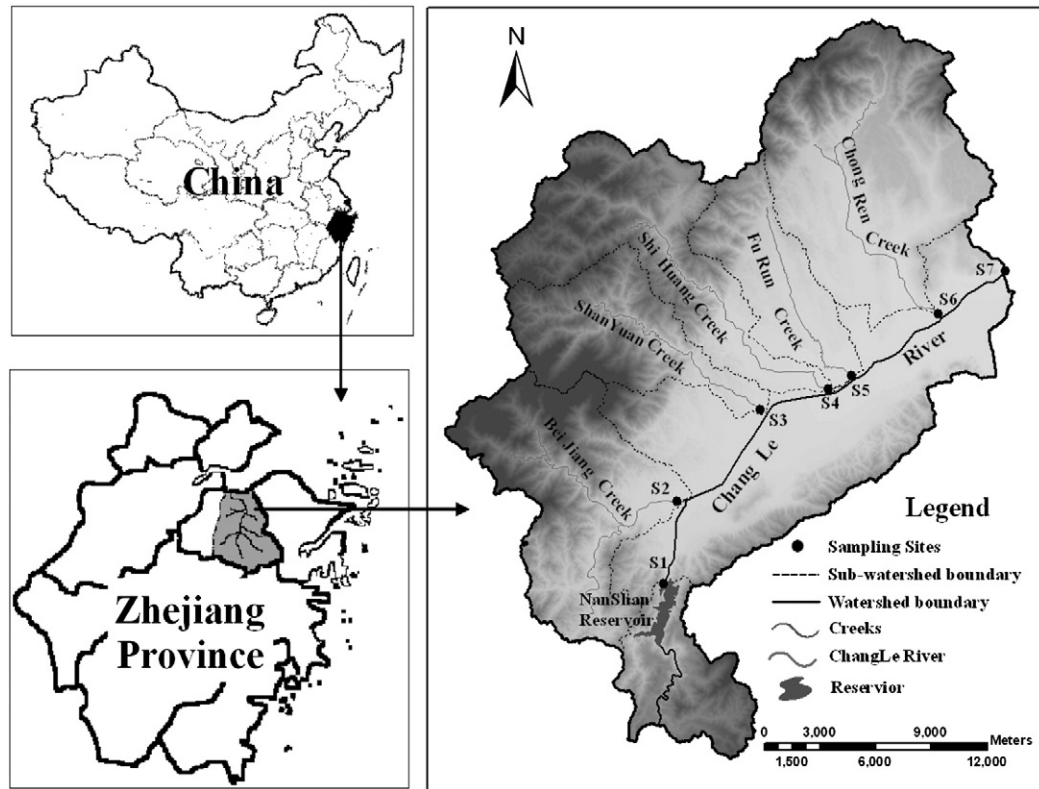 China
Zhejiang
Province
N
Chong Ren
Creek
Fu Run
Creek
Shi Huang Creek
ShanYuan Creek
Bei Jiang Creek
Chang Le
River
S7
S6
S5
S4
S3
S2
S1
NanShan
Reservoir
Legend
Sampling Sites
Sub-watershed boundary
Watershed boundary
Creeks
ChangLe River
Reservior
0 3,000 9,000 Meters
1,500 6,000 12,000